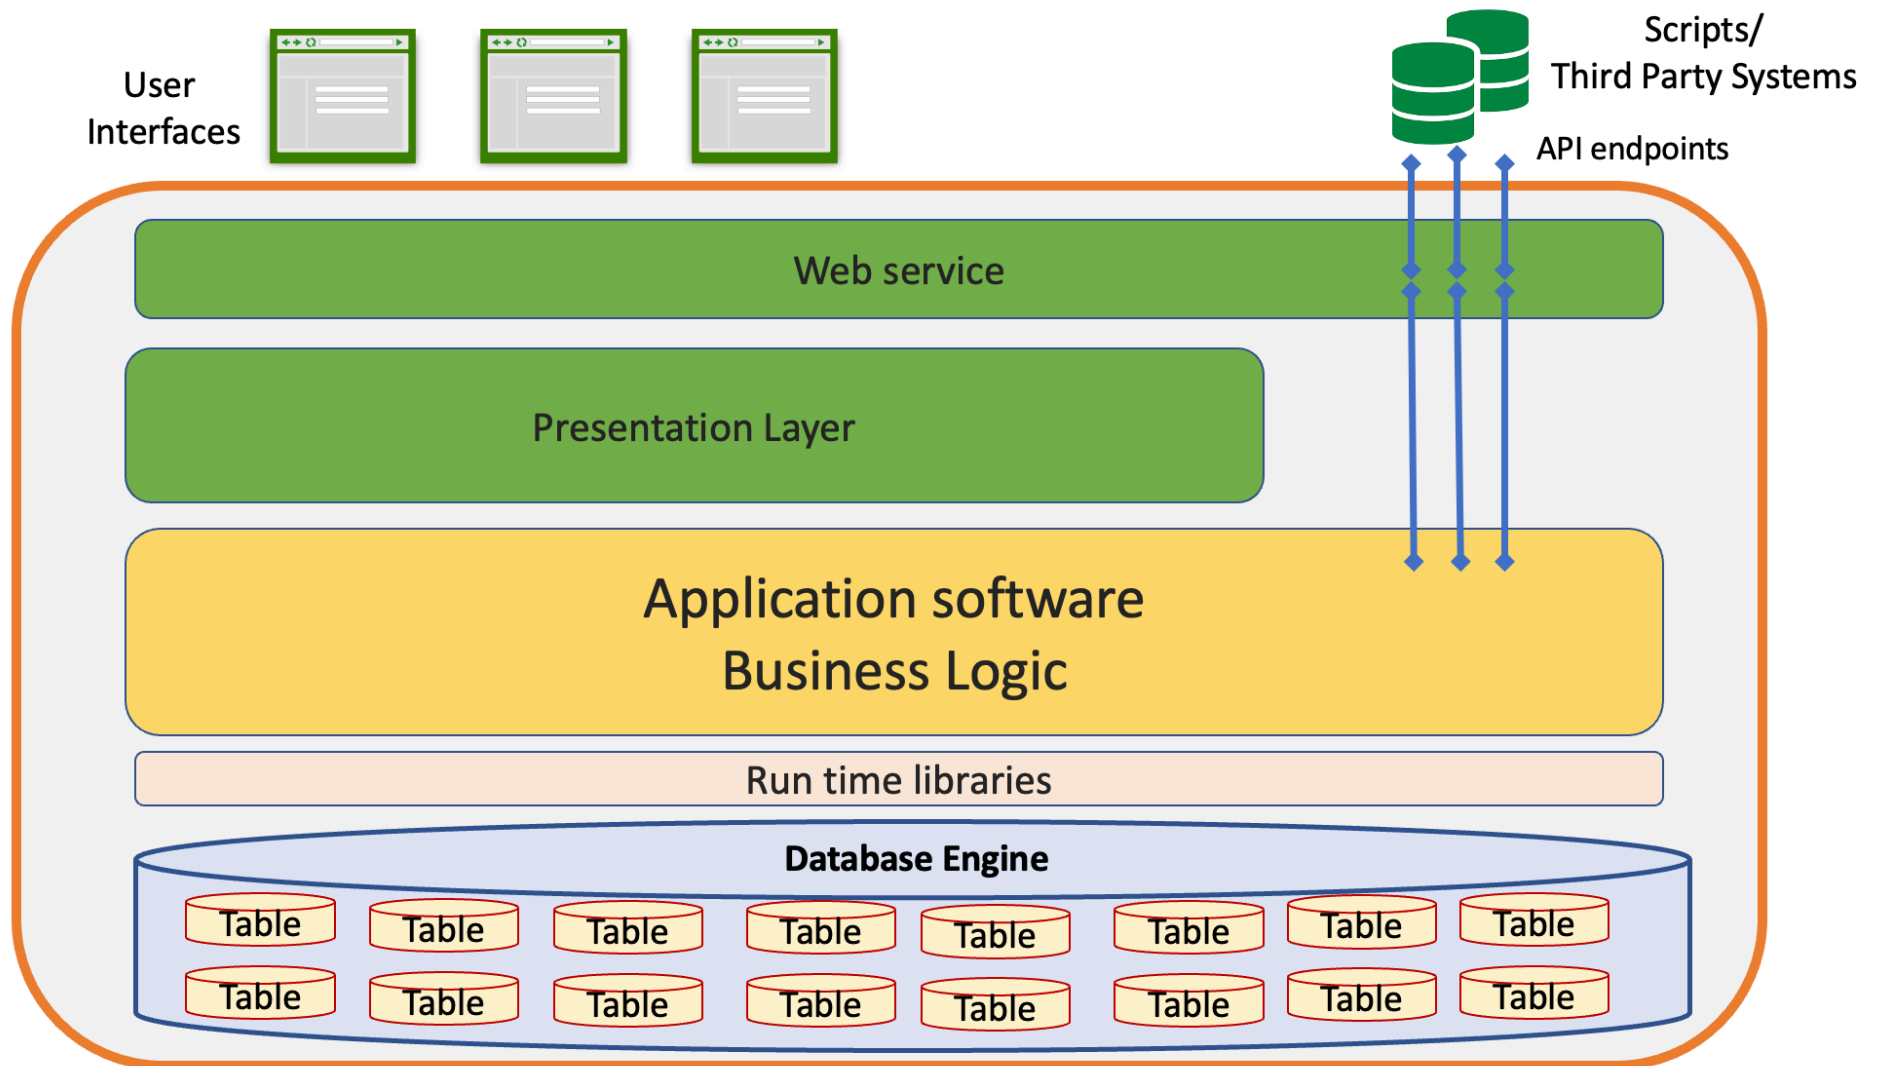 User
Interfaces
Scripts/
Third Party Systems
API endpoints
Web service
Presentation Layer
Application software
Business Logic
Run time libraries
Database Engine
Table Table Table Table Table Table Table Table
Table Table Table Table Table Table Table Table